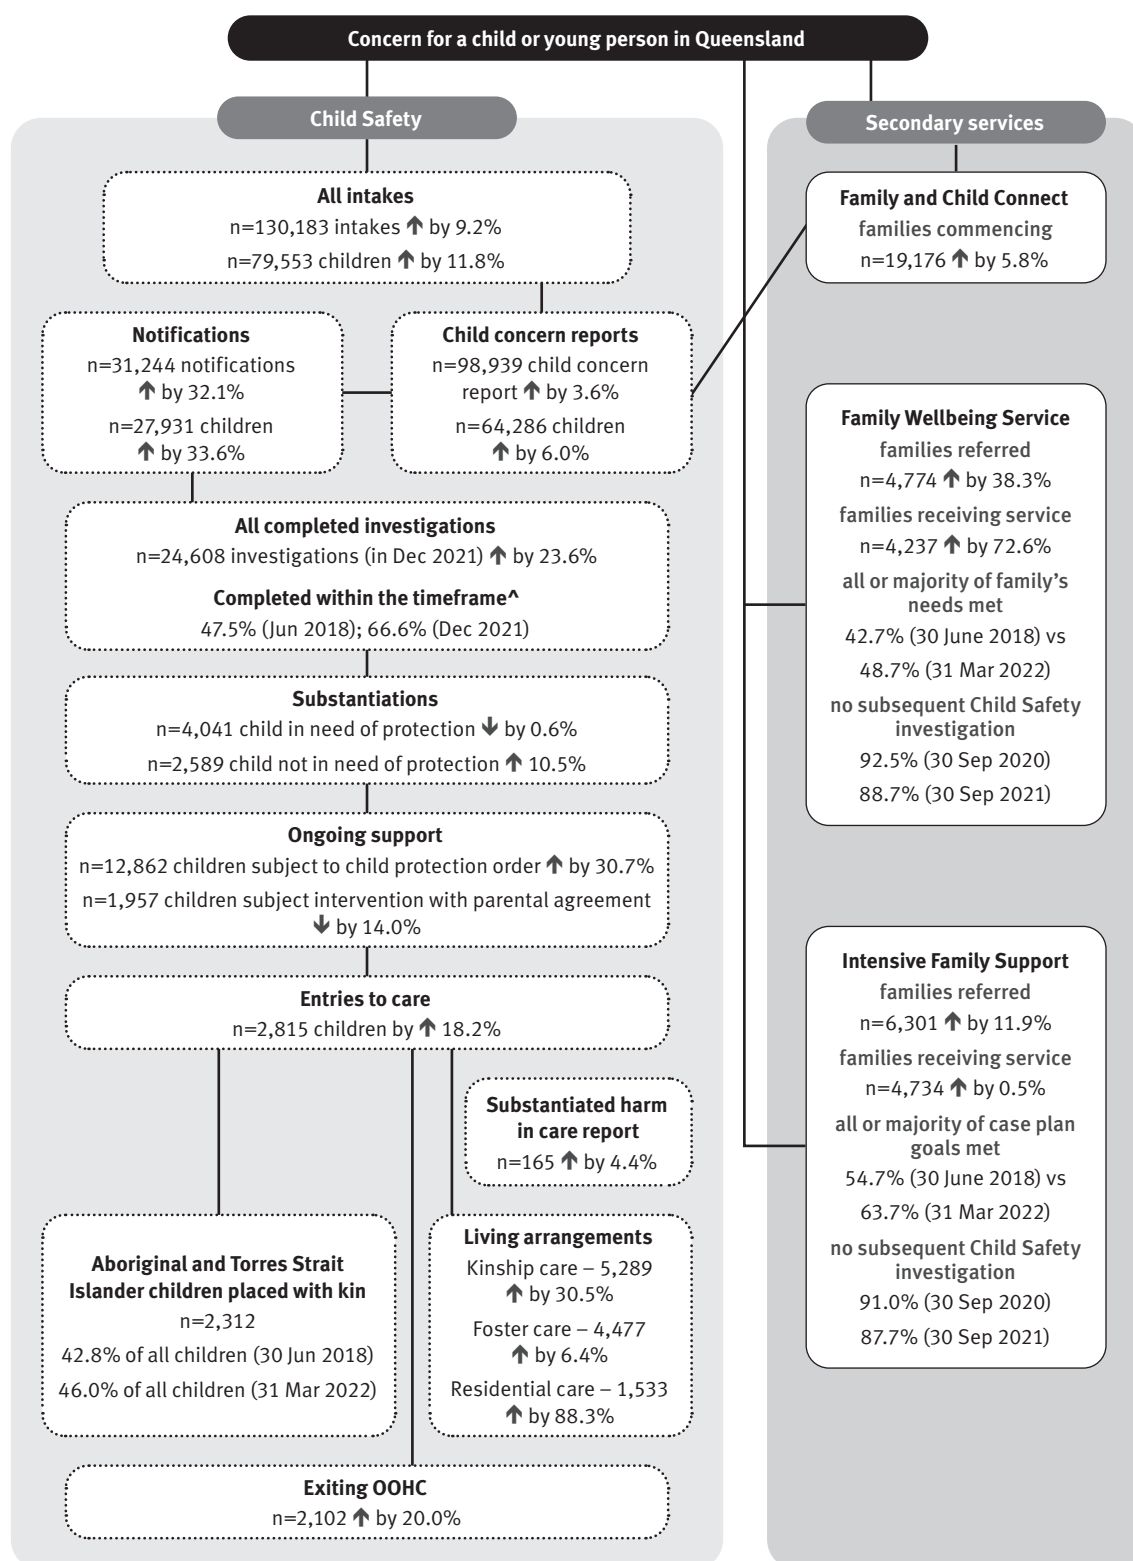 Concern for a child or young person in Queensland
Child Safety
All intakes
n=130,183 intakes ↑ by 9.2%
n=79,553 children ↑ by 11.8%
Notifications
n=31,244 notifications
↑ by 32.1%
n=27,931 children
↑ by 33.6%
Child concern reports
n=98,939 child concern
report ↑ by 3.6%
n=64,286 children
↑ by 6.0%
All completed investigations
n=24,608 investigations (in Dec 2021) ↑ by 23.6%
Completed within the timeframe^
47.5% (Jun 2018); 66.6% (Dec 2021)
Substantiations
n=4,041 child in need of protection ↓ by 0.6%
n=2,589 child not in need of protection ↑ 10.5%
Ongoing support
n=12,862 children subject to child protection order ↑ by 30.7%
n=1,957 children subject intervention with parental agreement
↓ by 14.0%
Entries to care
n=2,815 children by ↑ 18.2%
Substantiated harm
in care report
n=165 ↑ by 4.4%
Aboriginal and Torres Strait
Islander children placed with kin
n=2,312
42.8% of all children (30 Jun 2018)
46.0% of all children (31 Mar 2022)
Living arrangements
Kinship care – 5,289
↑ by 30.5%
Foster care – 4,477
↑ by 6.4%
Residential care – 1,533
↑ by 88.3%
Exiting OOHC
n=2,102 ↑ by 20.0%
Secondary services
Family and Child Connect
families commencing
n=19,176 ↑ by 5.8%
Family Wellbeing Service
families referred
n=4,774 ↑ by 38.3%
families receiving service
n=4,237 ↑ by 72.6%
all or majority of family's
needs met
42.7% (30 June 2018) vs
48.7% (31 Mar 2022)
no subsequent Child Safety
investigation
92.5% (30 Sep 2020)
88.7% (30 Sep 2021)
Intensive Family Support
families referred
n=6,301 ↑ by 11.9%
families receiving service
n=4,734 ↑ by 0.5%
all or majority of case plan
goals met
54.7% (30 June 2018) vs
63.7% (31 Mar 2022)
no subsequent Child Safety
investigation
91.0% (30 Sep 2020)
87.7% (30 Sep 2021)